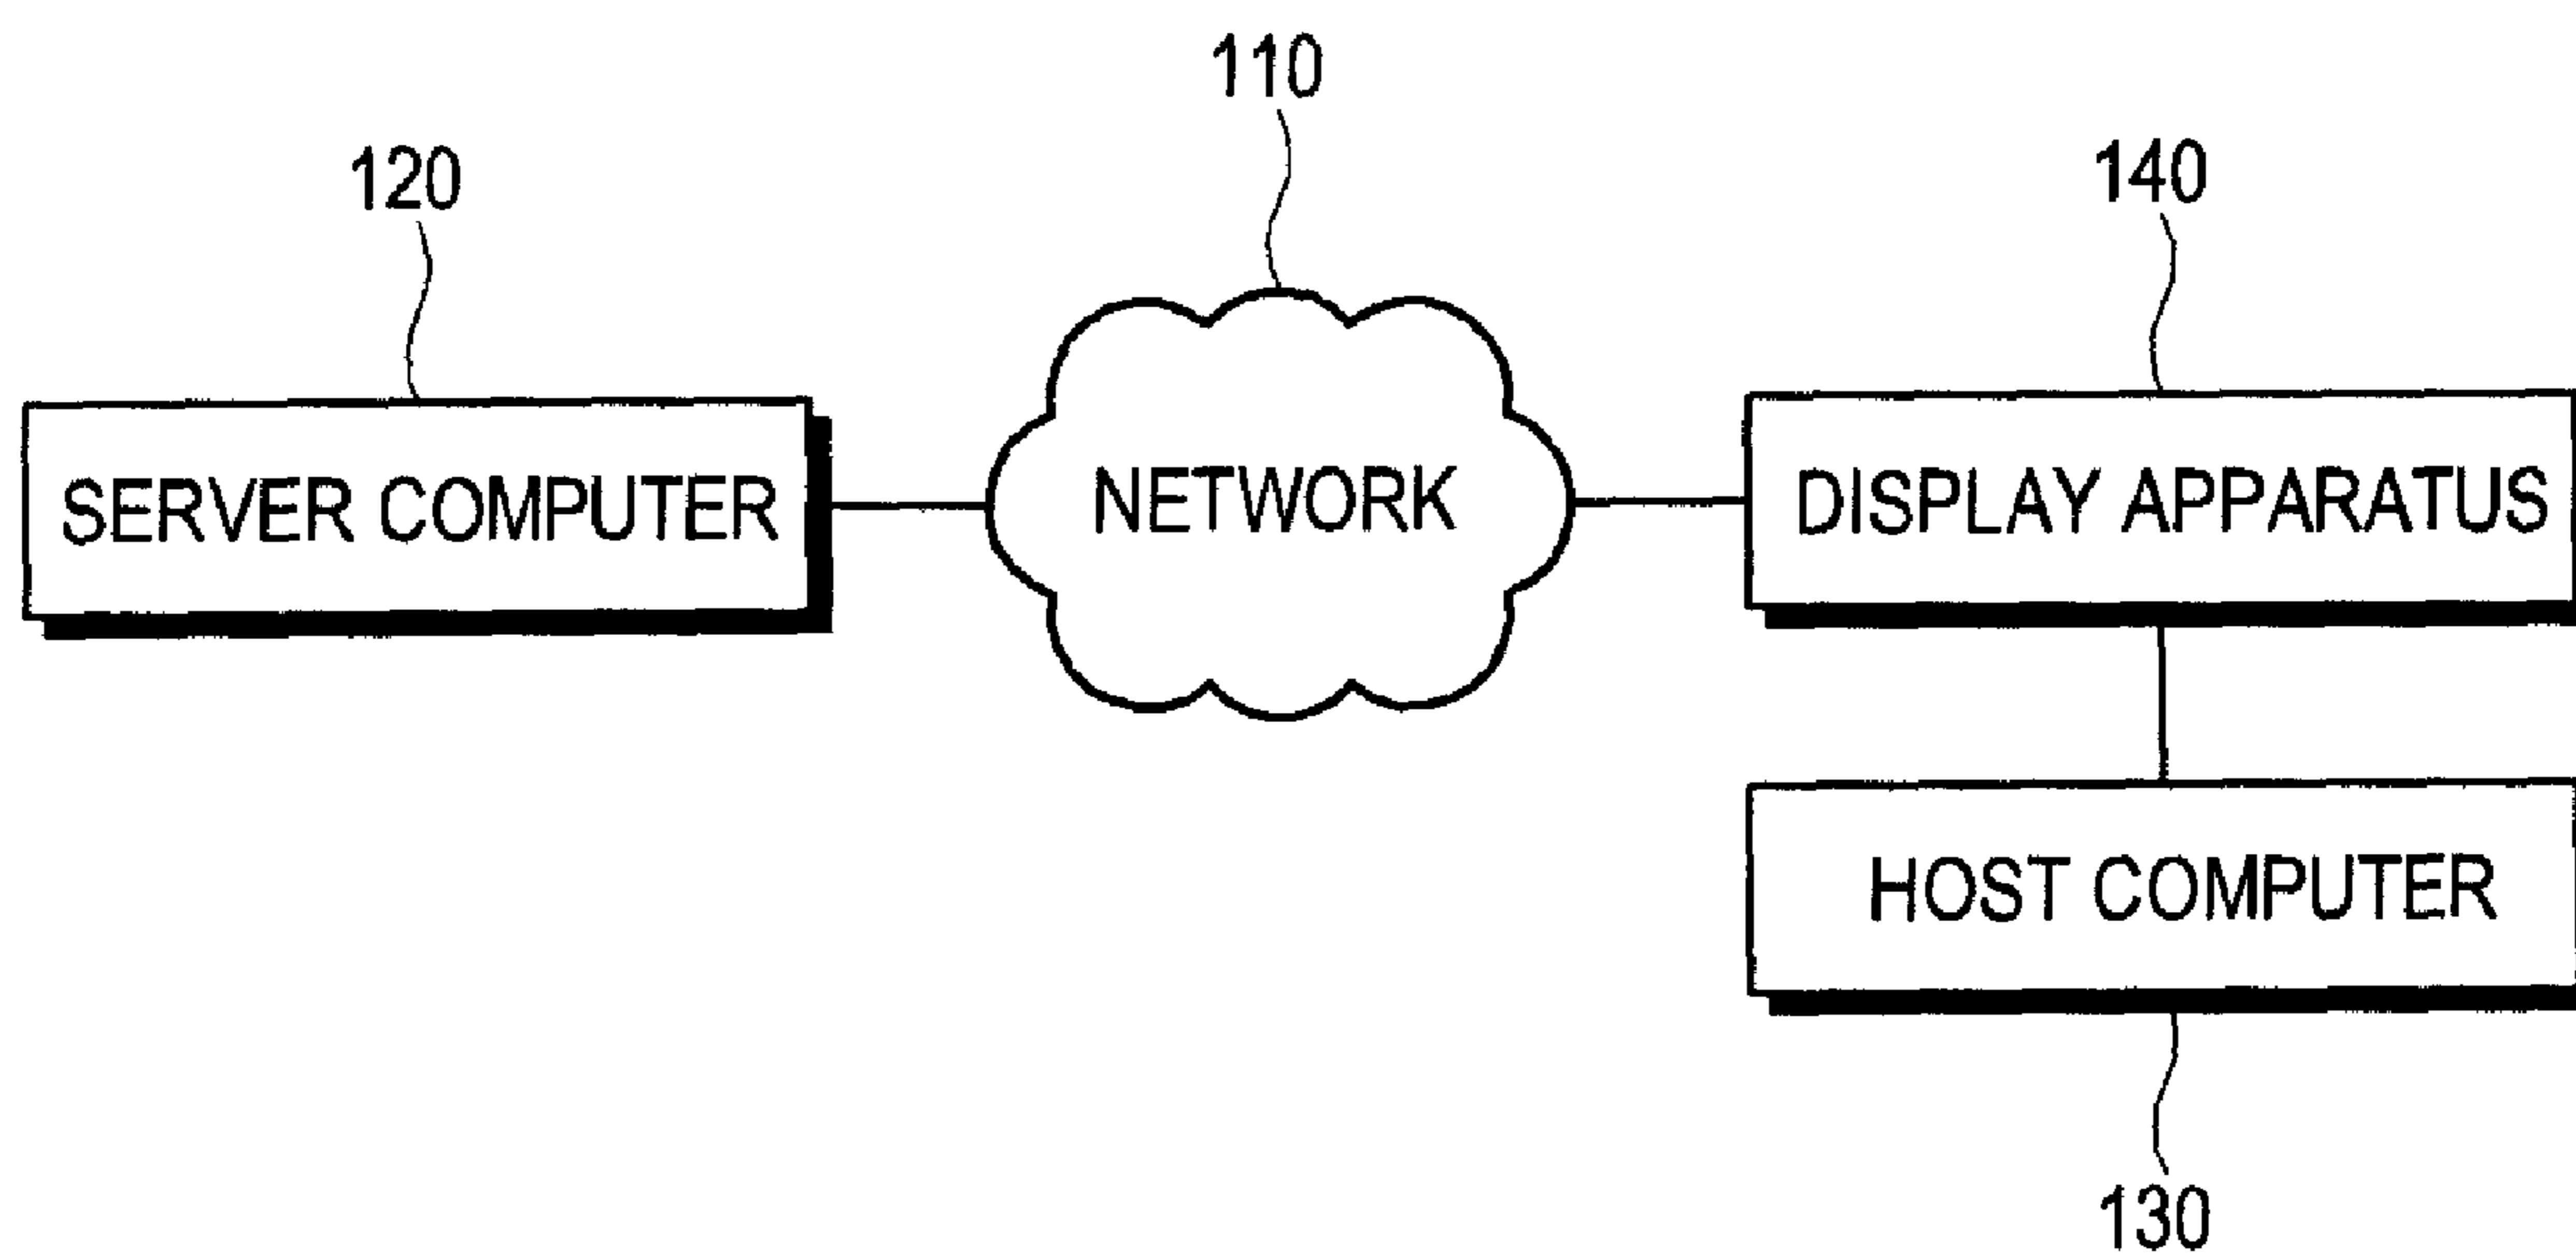 110
120
140
SERVER COMPUTER
NETWORK
DISPLAY APPARATUS
HOST COMPUTER
130